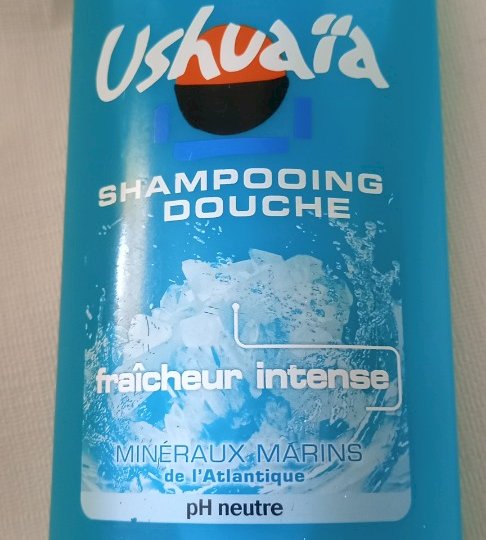 Ushuaïa
SHAMPOOING
DOUCHE
fraîcheur intense
MINÉRAUX MARINS
de l'Atlantique
pH neutre